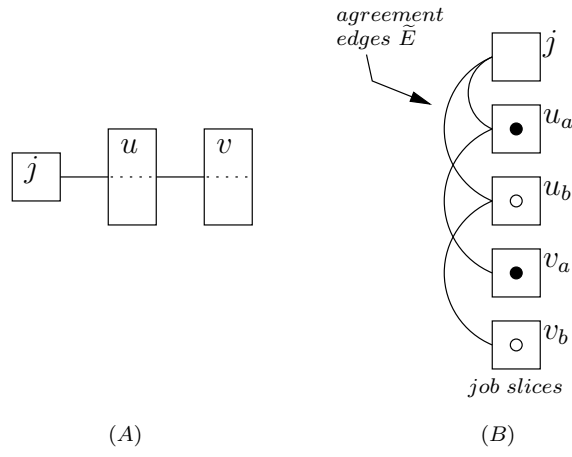 j
u
v
(A)
agreement
edges Ẽ
j
u_a
u_b
v_a
v_b
job slices
(B)